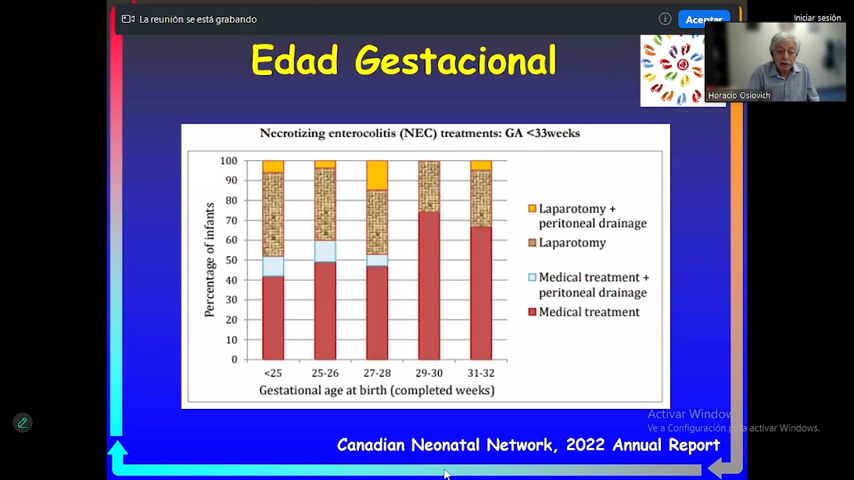 La reunión se está grabando
Aceptar
Iniciar sesión
Edad Gestacional
Horacio Osiovich
Necrotizing enterocolitis (NEC) treatments: GA <33weeks
Percentage of infants
100
90
80
70
60
50
40
30
20
10
0
<25
25-26
27-28
29-30
31-32
Gestational age at birth (completed weeks)
Laparotomy +
peritoneal drainage
Laparotomy
Medical treatment +
peritoneal drainage
Medical treatment
Activar Windows
Ve a Configuración para activar Windows.
Canadian Neonatal Network, 2022 Annual Report